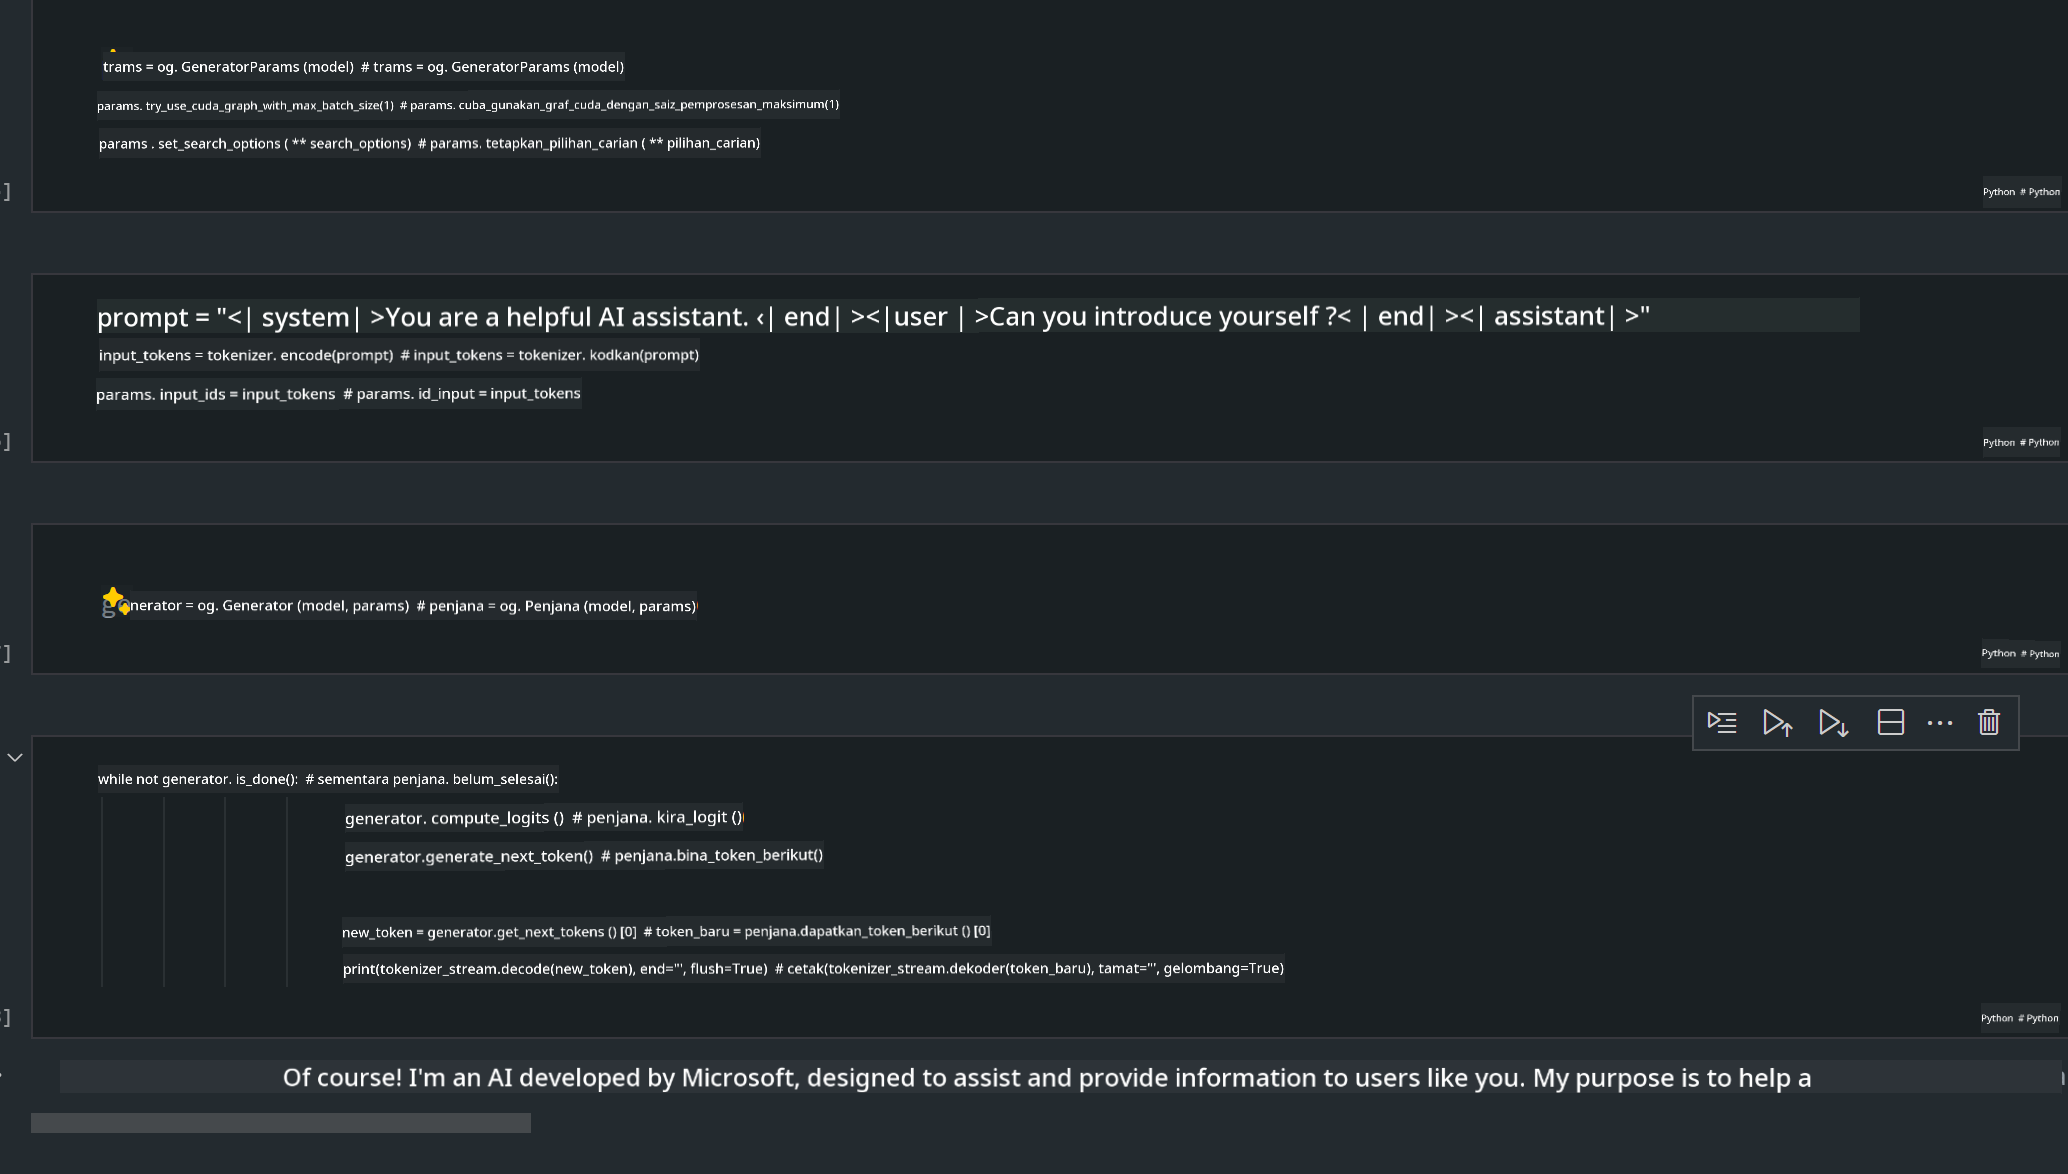 trams = og. GeneratorParams (model) # trams = og. GeneratorParams (model)
params. try_use_cuda_graph_with_max_batch_size(1) # params. cuba_gunakan_graf_cuda_dengan_saiz_pemprosesan_maksimum(1)
params . set_search_options ( ** search_options) # params. tetapkan_pilihan_carian ( ** pilihan_carian)
]
Python # Python
prompt = "<| system| >You are a helpful AI assistant. ‹| end| ><|user | >Can you introduce yourself ?< | end| ><| assistant| >"
input_tokens = tokenizer. encode(prompt) # input_tokens = tokenizer. kodkan(prompt)
params. input_ids = input_tokens # params. id_input = input_tokens
]
Python # Python
nerator = og. Generator (model, params) # penjana = og. Penjana (model, params)
]
Python # Python
while not generator. is_done(): # sementara penjana. belum_selesai():
generator. compute_logits () # penjana. kira_logit ()
generator.generate_next_token() # penjana.bina_token_berikut()
new_token = generator.get_next_tokens () [0] # token_baru = penjana.dapatkan_token_berikut () [0]
print(tokenizer_stream.decode(new_token), end="', flush=True) # cetak(tokenizer_stream.dekoder(token_baru), tamat="', gelombang=True)
]
Python # Python
Of course! I'm an AI developed by Microsoft, designed to assist and provide information to users like you. My purpose is to help a